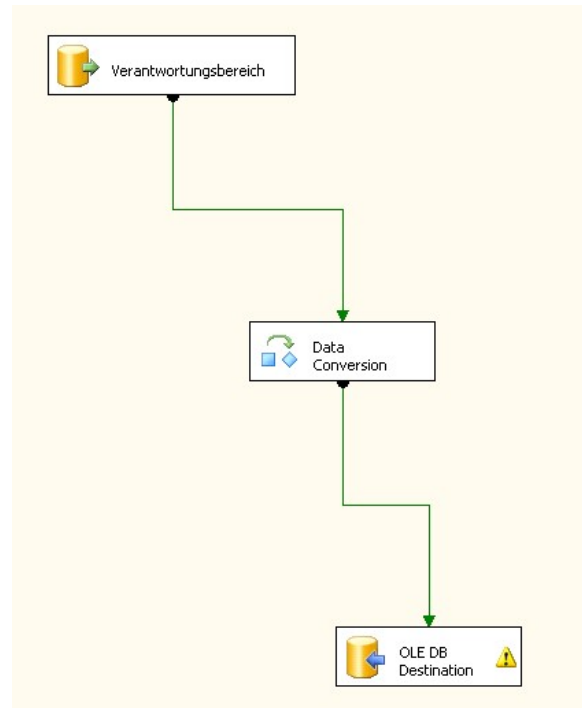 Verantwortungsbereich
Data
Conversion
OLE DB
Destination